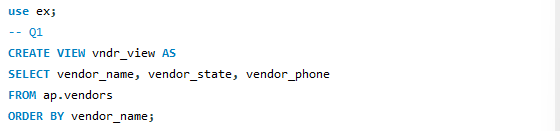 use ex;
-- Q1
CREATE VIEW vndr_view AS
SELECT vendor_name, vendor_state, vendor_phone
FROM ap.vendors
ORDER BY vendor_name;